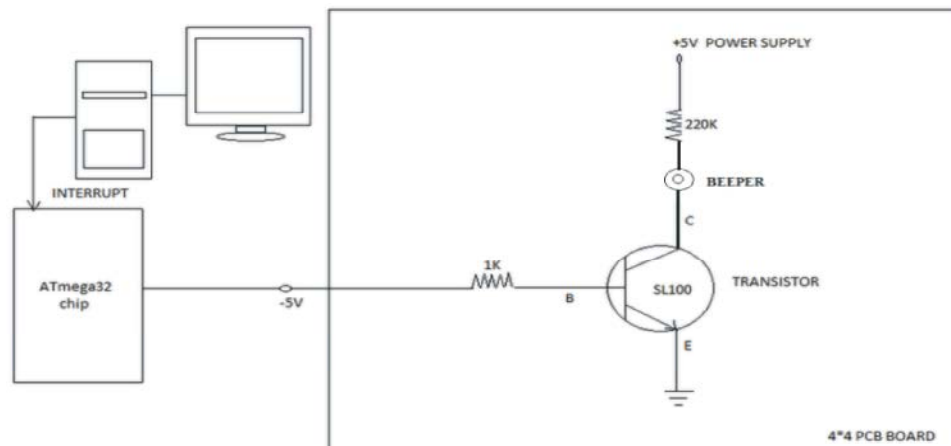 +5V POWER SUPPLY
220K
BEEPER
INTERRUPT
C
ATmega32
chip
1K
SL100
TRANSISTOR
-5V
B
E
4*4 PCB BOARD